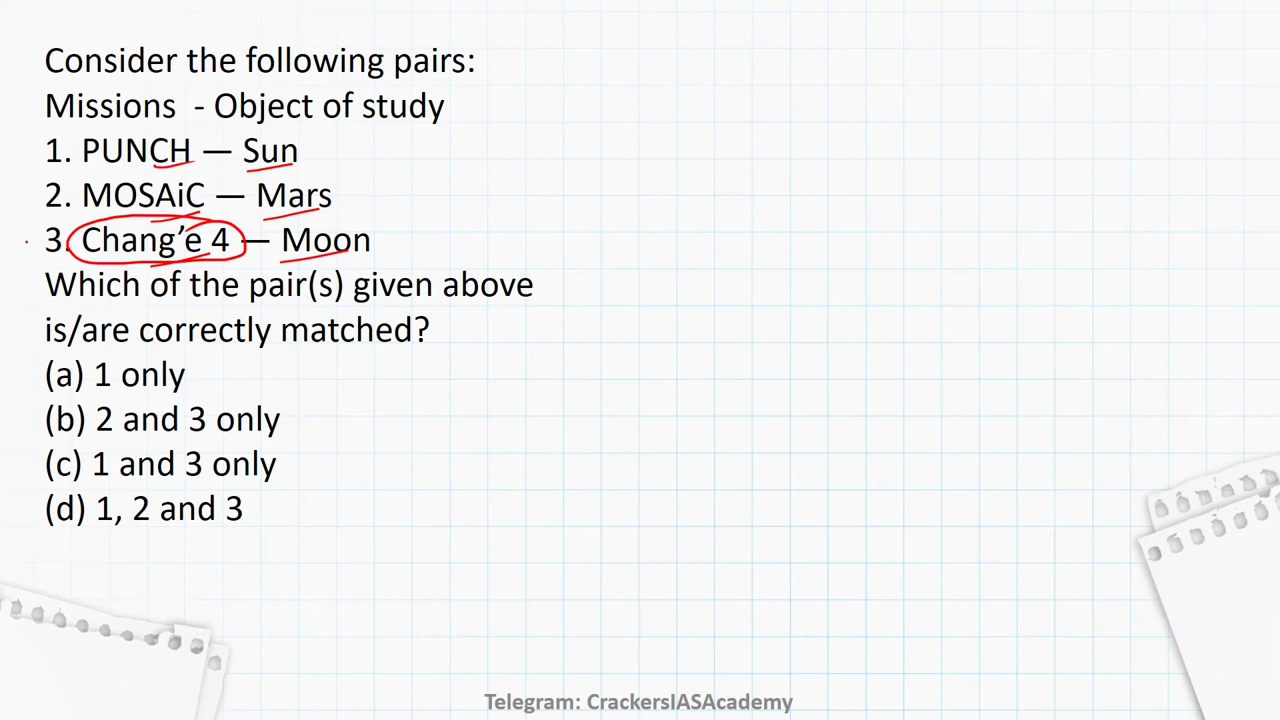 Consider the following pairs:
Missions - Object of study
1. PUNCH — Sun
2. MOSAiC — Mars
3. Chang’e 4 — Moon
Which of the pair(s) given above
is/are correctly matched?
(a) 1 only
(b) 2 and 3 only
(c) 1 and 3 only
(d) 1, 2 and 3
Telegram: CrackersIASAcademy